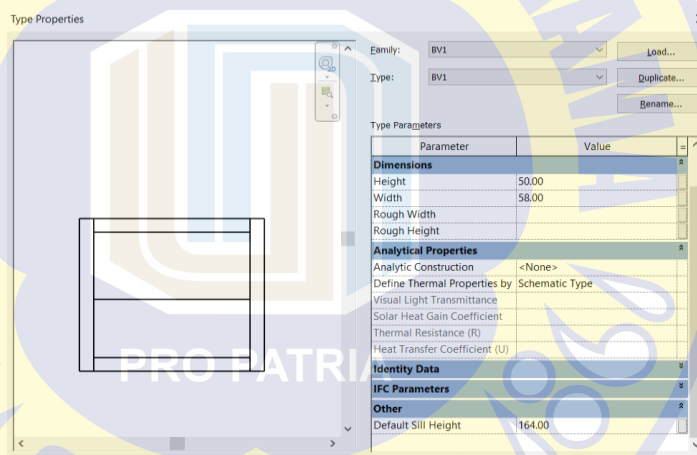 Type Properties
Family: BV1 Load...
Type: BV1 Duplicate...
Rename...
Type Parameters
Parameter Value =
Dimensions
Height 50.00
Width 58.00
Rough Width
Rough Height
Analytical Properties
Analytic Construction <None>
Define Thermal Properties by Schematic Type
Visual Light Transmittance
Solar Heat Gain Coefficient
Thermal Resistance (R)
Heat Transfer Coefficient (U)
Identity Data
IFC Parameters
Other
Default Sill Height 164.00
PRO PATRIA